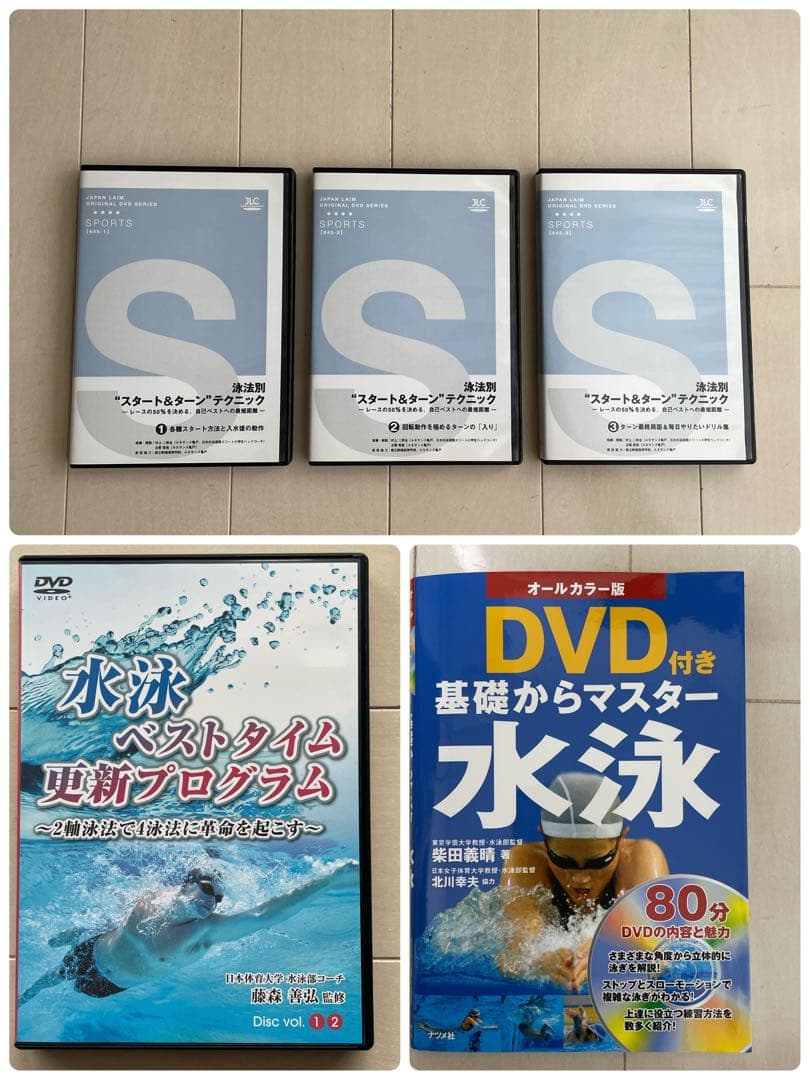 JAPAN LAIM
ORIGINAL DVD SERIES
SPORTS
[845-1]
JLC
S
泳法別
“スタート&ターン”テクニック
～レースの50%を決める、自己ベストへの最短距離～
1 各種スタート方法と入水後の動作
JAPAN LAIM
ORIGINAL DVD SERIES
SPORTS
[845-2]
JLC
S
泳法別
“スタート&ターン”テクニック
～レースの50%を決める、自己ベストへの最短距離～
2 回転動作を極めるターンの「入り」
JAPAN LAIM
ORIGINAL DVD SERIES
SPORTS
[845-3]
JLC
S
泳法別
“スタート&ターン”テクニック
～レースの50%を決める、自己ベストへの最短距離～
3 ターン最終局面&毎日やりたいドリル集
DVD
VIDEO
水泳
ベストタイム
更新プログラム
～2軸泳法で4泳法に革命を起こす～
日本体育大学 水泳部コーチ
藤森 善弘 監修
Disc vol. 1 2
オールカラー版
DVD付き
基礎からマスター
水泳
東京学芸大学教授・水泳部監督
柴田義晴 著
日本女子体育大学教授・水泳部監督
北川幸夫 協力
80分
DVDの内容と魅力
さまざまな角度から立体的に
泳ぎを解説!
ストップとスローモーションで
複雑な泳ぎがわかる!
上達に役立つ練習方法を
数多く紹介!
ナツメ社